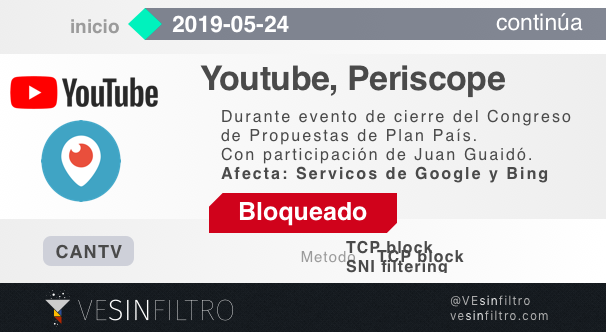 inicio 2019-05-24 continúa
YouTube
Youtube, Periscope
Durante evento de cierre del Congreso
de Propuestas de Plan País.
Con participación de Juan Guaidó.
Afecta: Servicos de Google y Bing
Bloqueado
CANTV
Metodo TCP block
TCP block
SNI filtering
VESINFILTRO
@VEsinfiltro
vesinfiltro.com